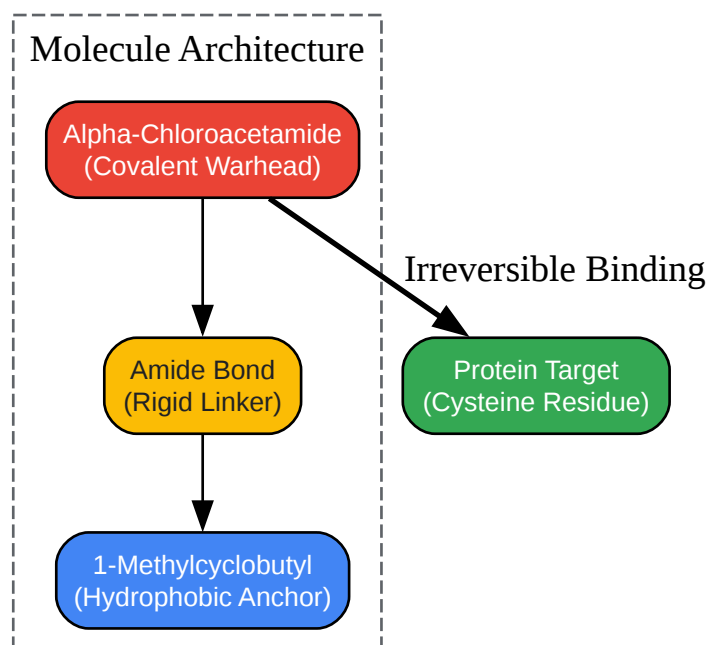 Molecule Architecture
Alpha-Chloroacetamide
(Covalent Warhead)
Irreversible Binding
Amide Bond
(Rigid Linker)
Protein Target
(Cysteine Residue)
1-Methylcyclobutyl
(Hydrophobic Anchor)